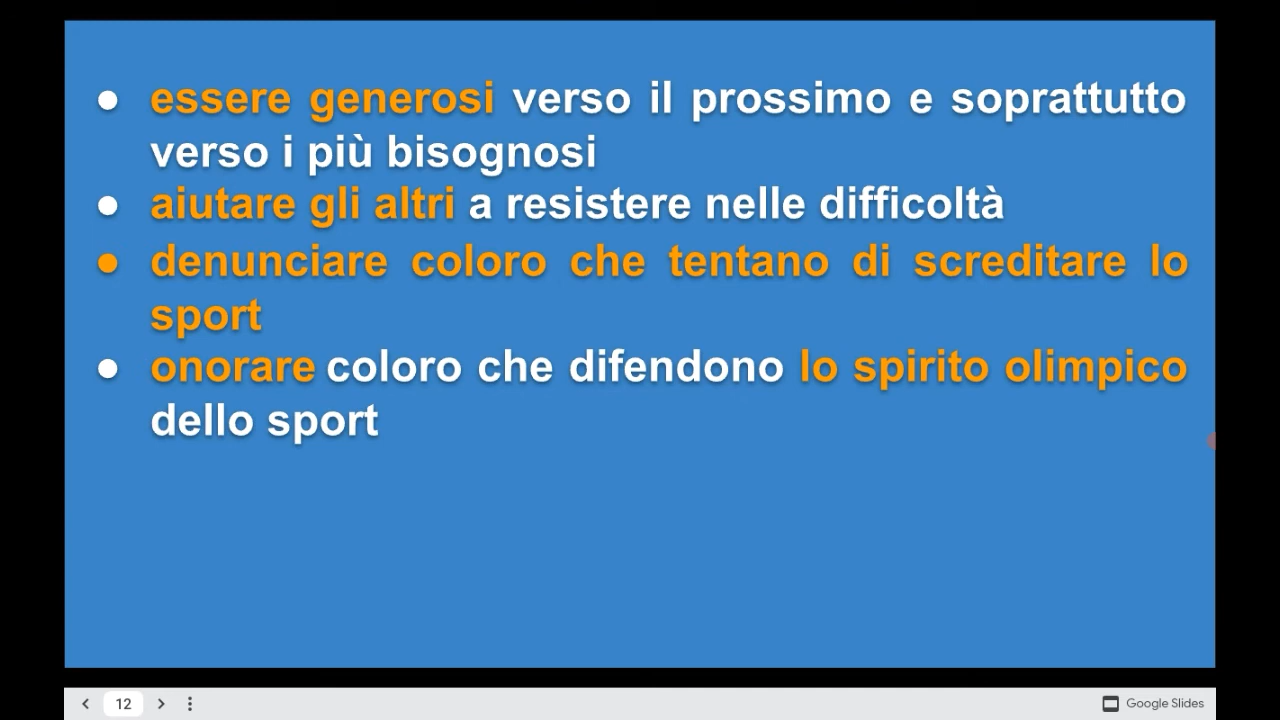 ● essere generosi verso il prossimo e soprattutto
verso i più bisognosi
● aiutare gli altri a resistere nelle difficoltà
● denunciare coloro che tentano di screditare lo
sport
● onorare coloro che difendono lo spirito olimpico
dello sport
12
Google Slides